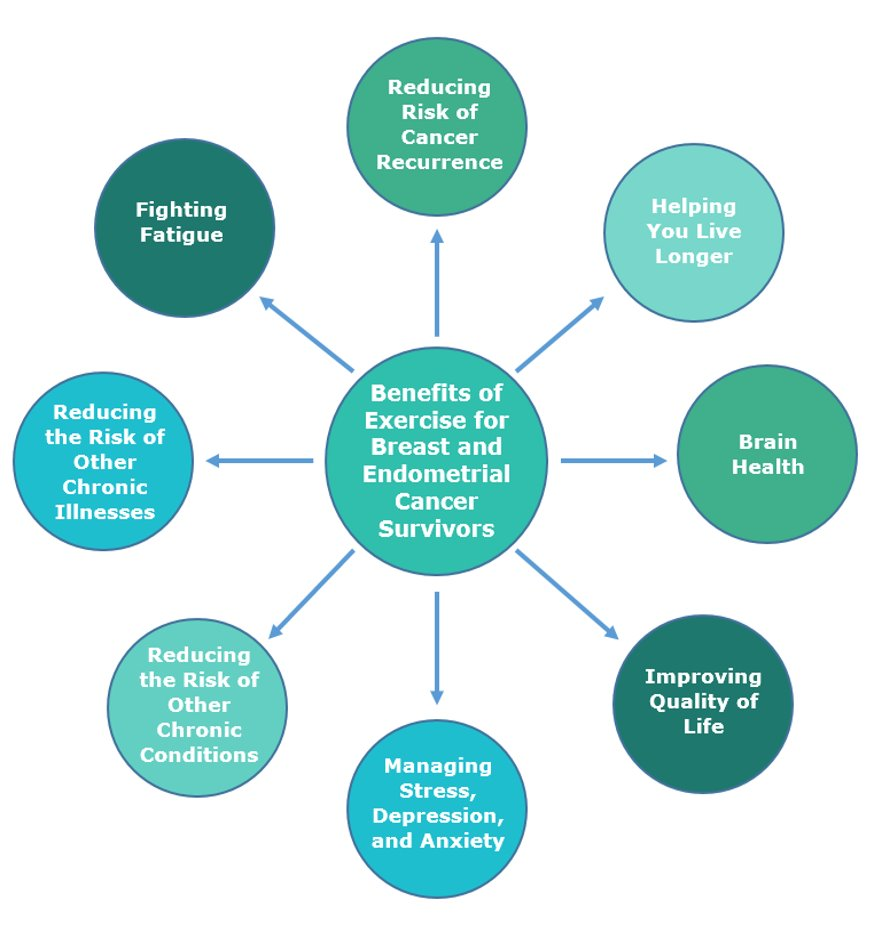 Reducing
Risk of
Cancer
Recurrence
Helping
You Live
Longer
Fighting
Fatigue
Benefits of
Exercise for
Breast and
Endometrial
Cancer
Survivors
Brain
Health
Reducing
the Risk of
Other
Chronic
Illnesses
Improving
Quality of
Life
Reducing
the Risk of
Other
Chronic
Conditions
Managing
Stress,
Depression,
and Anxiety